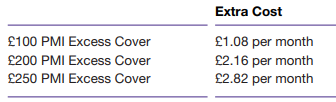 Extra Cost
£100 PMI Excess Cover £1.08 per month
£200 PMI Excess Cover £2.16 per month
£250 PMI Excess Cover £2.82 per month